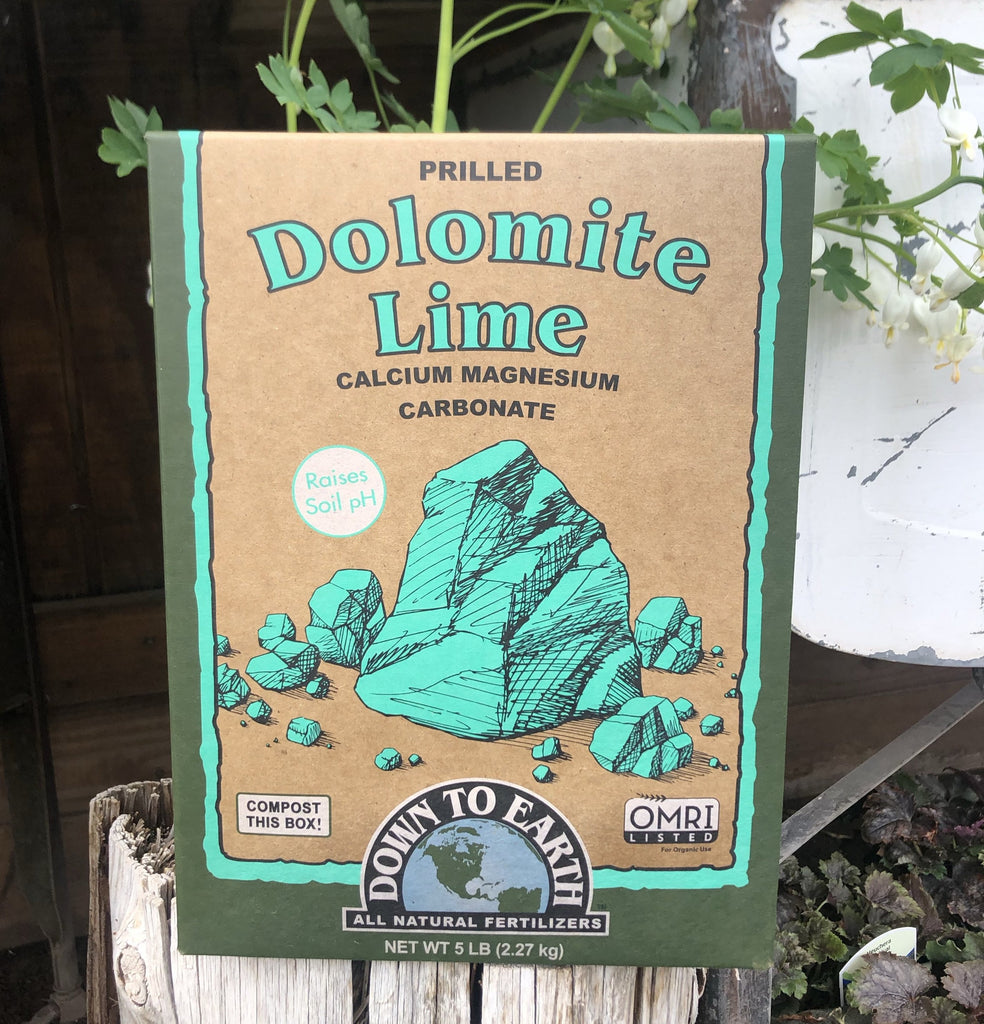 PRILLED
Dolomite
Lime
CALCIUM MAGNESIUM
CARBONATE
Raises
Soil pH
COMPOST
THIS BOX!
DOWN TO EARTH
ALL NATURAL FERTILIZERS
NET WT 5 LB (2.27 kg)
OMRI
LISTED
For Organic Use